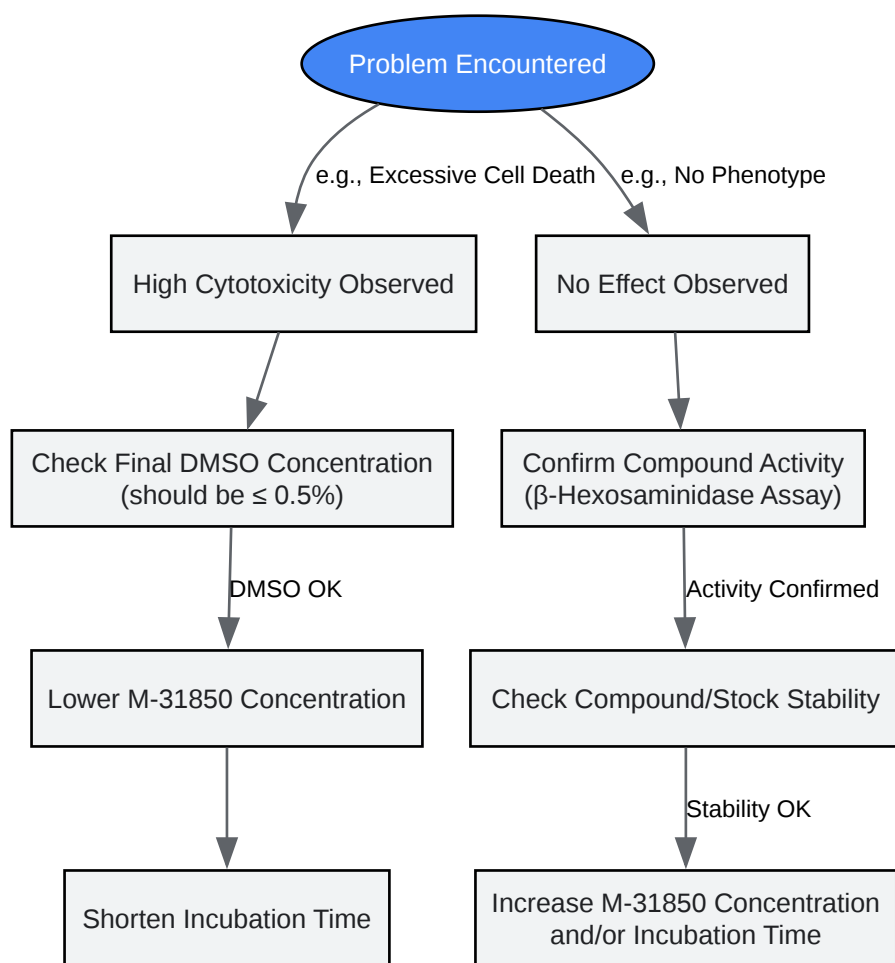 Problem Encountered
e.g., Excessive Cell Death
e.g., No Phenotype
High Cytotoxicity Observed
No Effect Observed
Check Final DMSO Concentration
(should be ≤ 0.5%)
Confirm Compound Activity
(β-Hexosaminidase Assay)
DMSO OK
Activity Confirmed
Lower M-31850 Concentration
Check Compound/Stock Stability
Stability OK
Shorten Incubation Time
Increase M-31850 Concentration
and/or Incubation Time